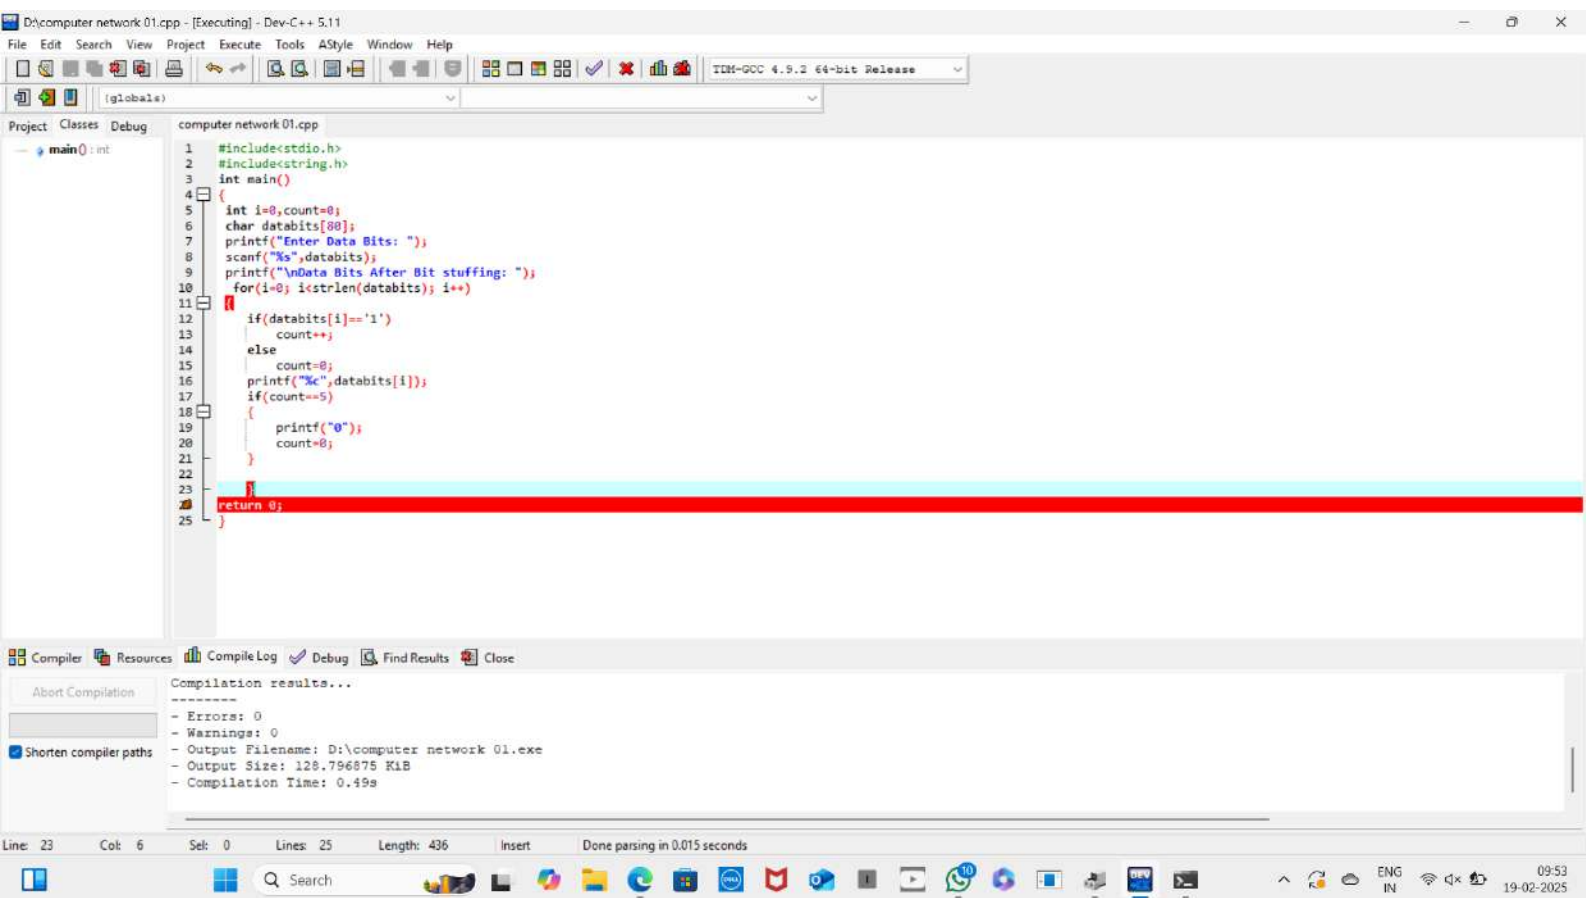 D:\computer network 01.cpp - [Executing] - Dev-C++ 5.11
File Edit Search View Project Execute Tools AStyle Window Help
TDM-GCC 4.9.2 64-bit Release
(globals)
Project Classes Debug computer network 01.cpp
main() : int
1 #include<stdio.h>
2 #include<string.h>
3 int main()
4 {
5 int i=0,count=0;
6 char databits[80];
7 printf("Enter Data Bits: ");
8 scanf("%s",databits);
9 printf("\nData Bits After Bit stuffing: ");
10 for(i=0; i<strlen(databits); i++)
11 {
12 if(databits[i]=='1')
13 count++;
14 else
15 count=0;
16 printf("%c",databits[i]);
17 if(count==5)
18 {
19 printf("0");
20 count=0;
21 }
22
23 }
return 0;
25 }
Compiler Resources Compile Log Debug Find Results Close
Abort Compilation
Shorten compiler paths
Compilation results...
--------
- Errors: 0
- Warnings: 0
- Output Filename: D:\computer network 01.exe
- Output Size: 128.796875 KiB
- Compilation Time: 0.49s
Line: 23 Col: 6 Sel: 0 Lines: 25 Length: 436 Insert Done parsing in 0.015 seconds
Search
DELL
10
DEV
ENG
IN
09:53
19-02-2025